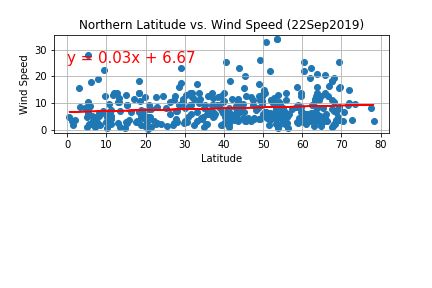 Northern Latitude vs. Wind Speed (22Sep2019)
y = 0.03x + 6.67
Wind Speed
30
20
10
0
0 10 20 30 40 50 60 70 80
Latitude